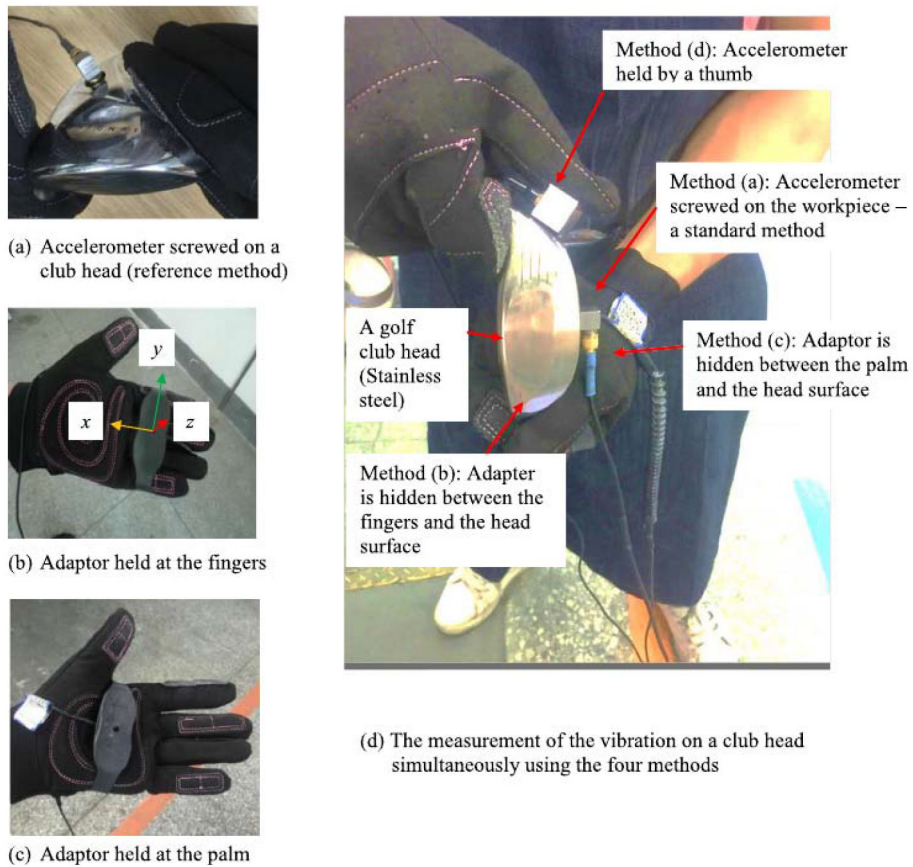 (a) Accelerometer screwed on a
club head (reference method)
y
x
z
(b) Adaptor held at the fingers
(c) Adaptor held at the palm
Method (d): Accelerometer
held by a thumb
Method (a): Accelerometer
screwed on the workpiece –
a standard method
A golf
club head
(Stainless
steel)
Method (c): Adaptor is
hidden between the palm
and the head surface
Method (b): Adapter
is hidden between the
fingers and the head
surface
(d) The measurement of the vibration on a club head
simultaneously using the four methods